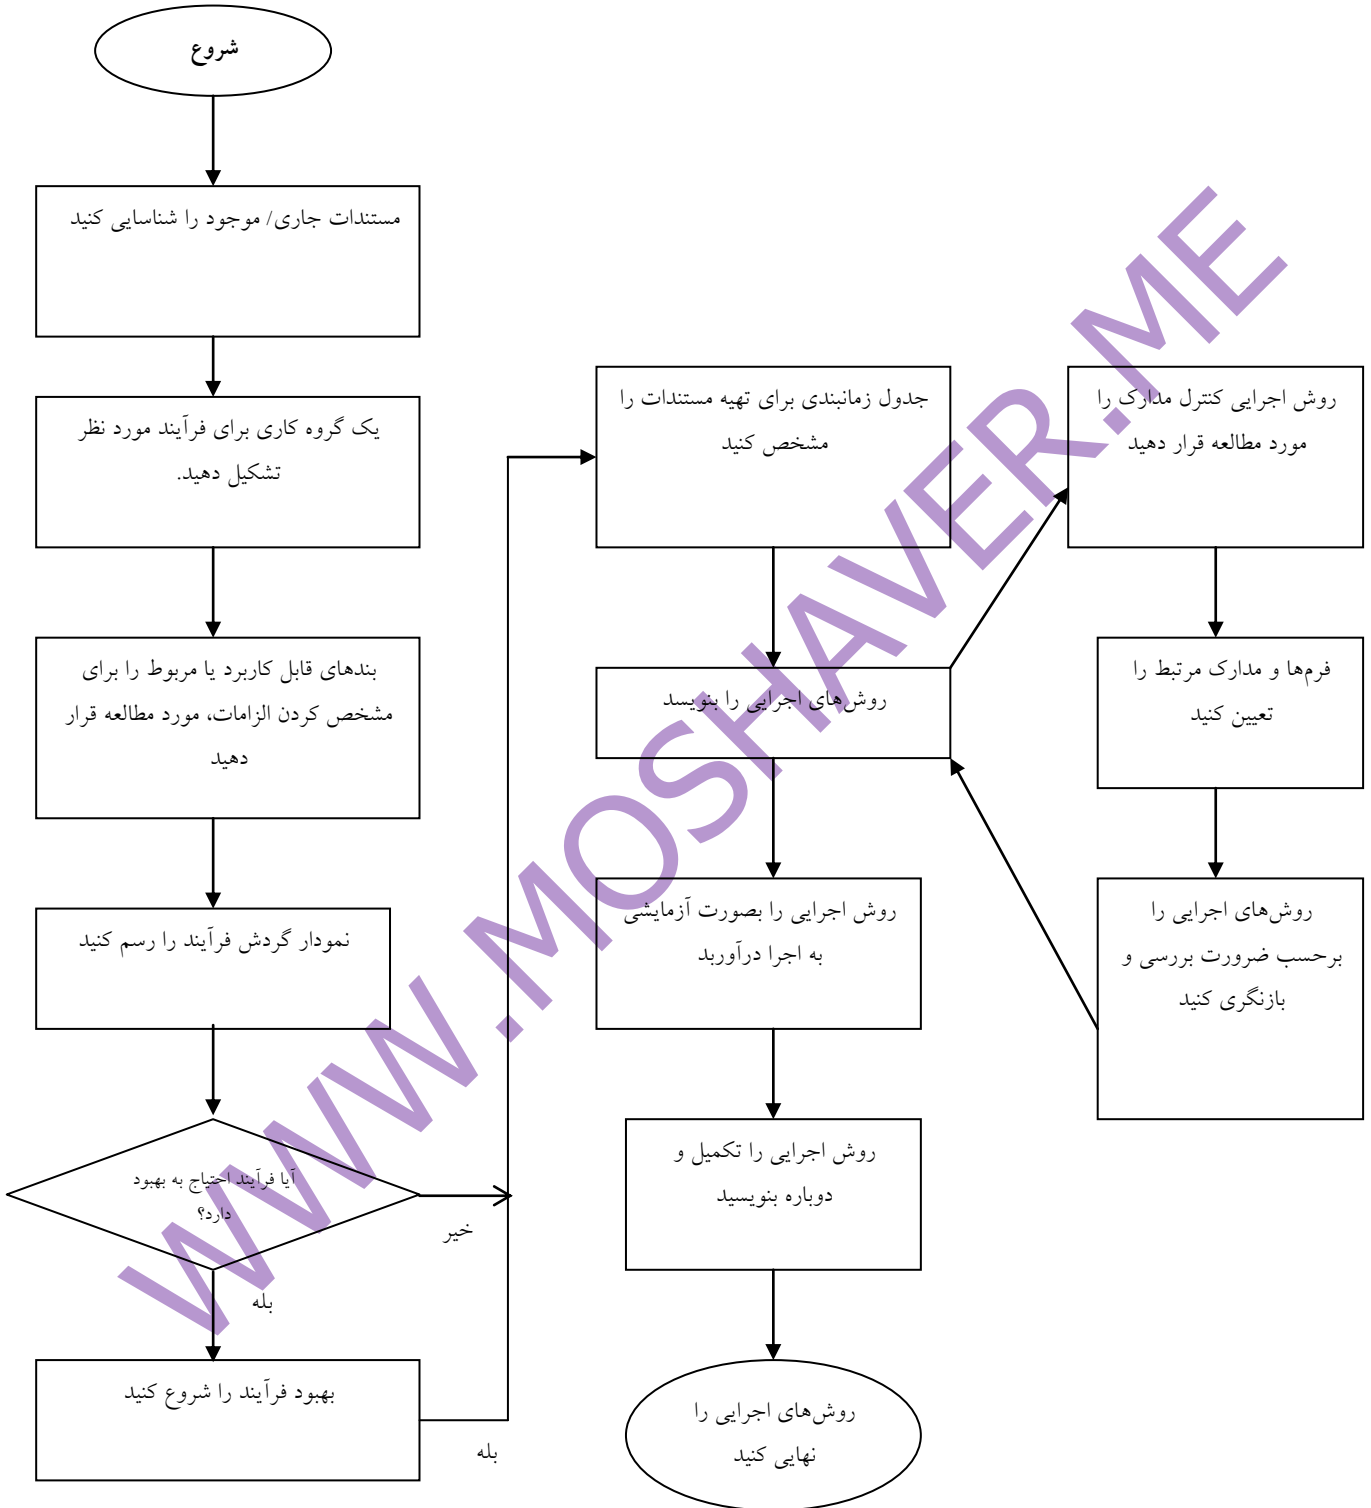 شروع
مستندات جاری/ موجود را شناسایی کنید
یک گروه کاری برای فرآیند مورد نظر
تشکیل دهید.
بندهای قابل کاربرد یا مربوط را برای
مشخص کردن الزامات، مورد مطالعه قرار
دهید
نمودار گردش فرآیند را رسم کنید
آیا فرآیند احتیاج به بهبود
دارد؟
خیر
بله
بهبود فرآیند را شروع کنید
بله
جدول زمانبندی برای تهیه مستندات را
مشخص کنید
روش‌های اجرایی را بنویسد
روش اجرایی را بصورت آزمایشی
به اجرا درآورید
روش اجرایی را تکمیل و
دوباره بنویسید
روش‌های اجرایی را
نهایی کنید
روش اجرایی کنترل مدارک را
مورد مطالعه قرار دهید
فرم‌ها و مدارک مرتبط را
تعیین کنید
روش‌های اجرایی را
برحسب ضرورت بررسی و
بازنگری کنید
WWW.MOSHAVER.ME